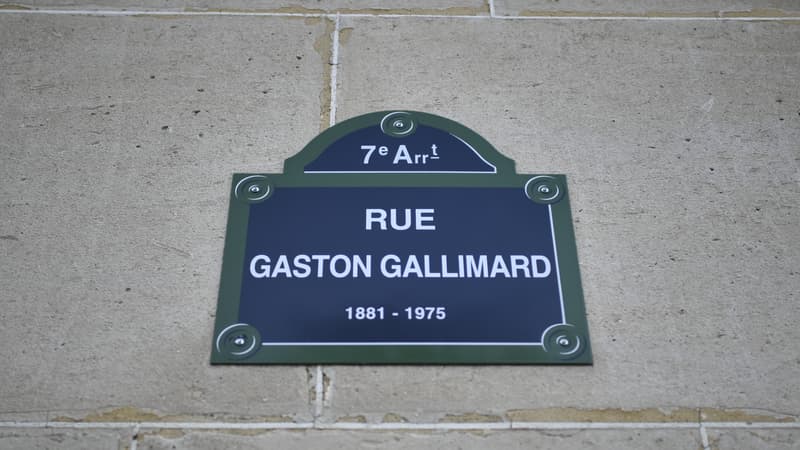 7e Arrt
RUE
GASTON GALLIMARD
1881 - 1975